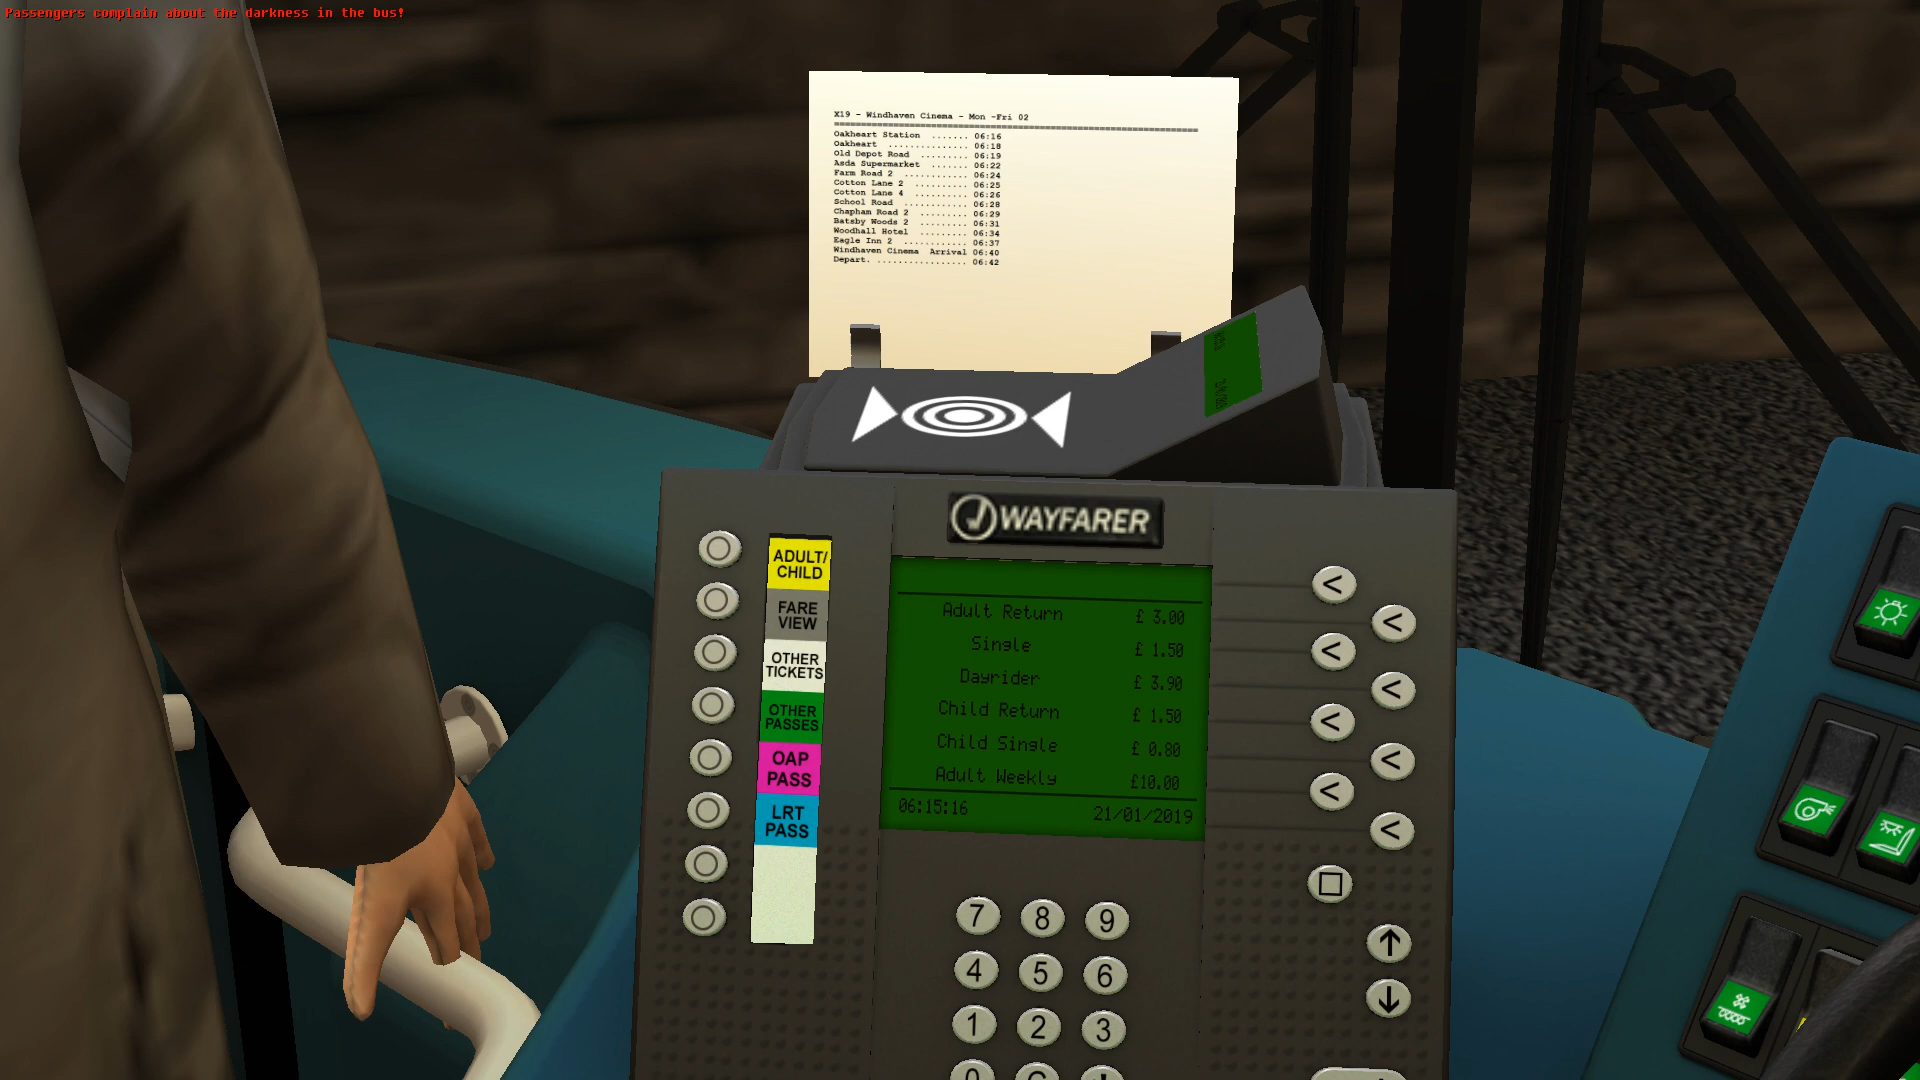 Passengers complain about the darkness in the bus!
X19 - Windhaven Cinema - Mon -Fri 02
Oakheart Station ....... 06:16
Oakheart ............... 06:18
Old Depot Road ......... 06:19
Asda Supermarket ....... 06:22
Farm Road 2 ............ 06:24
Cotton Lane 2 .......... 06:25
Cotton Lane 4 .......... 06:26
School Road ............ 06:28
Chapham Road 2 ......... 06:29
Batsby Woods 2 ......... 06:31
Woodhall Hotel ......... 06:34
Eagle Inn 2 ............ 06:37
Windhaven Cinema Arrival 06:40
Depart. ................ 06:42
WAYFARER
ADULT/
CHILD
FARE
VIEW
OTHER
TICKETS
OTHER
PASSES
OAP
PASS
LRT
PASS
Adult Return £ 3.00
Single £ 1.50
Dayrider £ 3.90
Child Return £ 1.50
Child Single £ 0.80
Adult Weekly £10.00
06:15:16 21/01/2019
< < < < < < < <
7 8 9
4 5 6
1 2 3
0 C